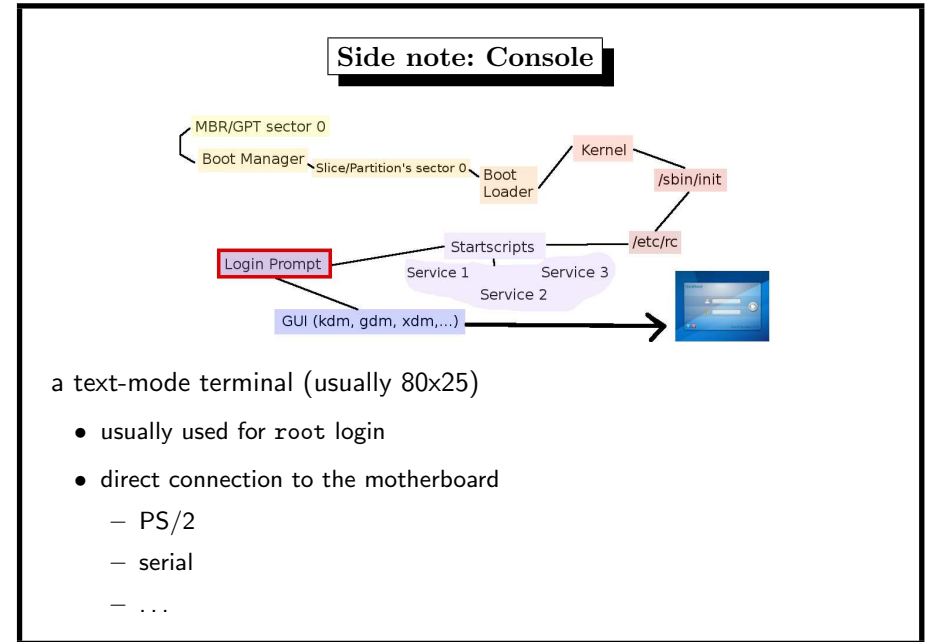 Side note: Console
MBR/GPT sector 0
Boot Manager
Slice/Partition's sector 0
Boot
Loader
Kernel
/sbin/init
/etc/rc
Startscripts
Service 1
Service 2
Service 3
Login Prompt
GUI (kdm, gdm, xdm,...)
a text-mode terminal (usually 80x25)
• usually used for root login
• direct connection to the motherboard
– PS/2
– serial
– ...